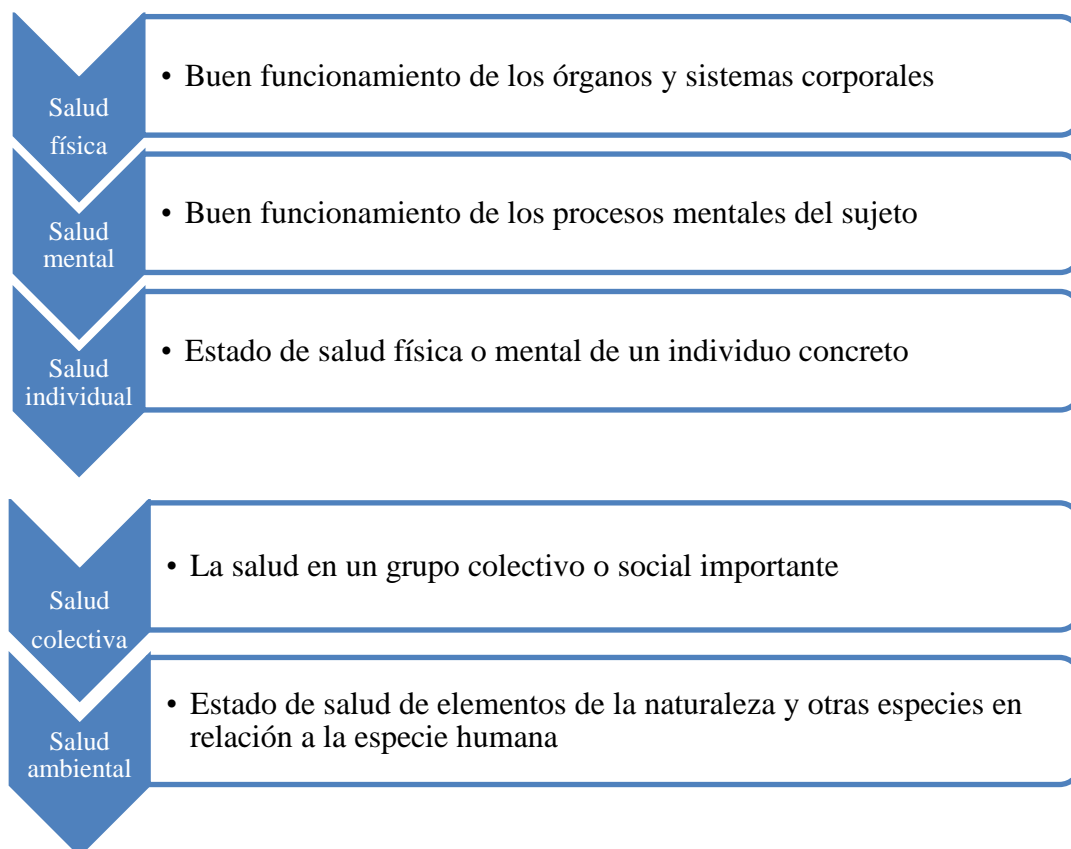 Salud
física
• Buen funcionamiento de los órganos y sistemas corporales
Salud
mental
• Buen funcionamiento de los procesos mentales del sujeto
Salud
individual
• Estado de salud física o mental de un individuo concreto
Salud
colectiva
• La salud en un grupo colectivo o social importante
Salud
ambiental
• Estado de salud de elementos de la naturaleza y otras especies en
relación a la especie humana